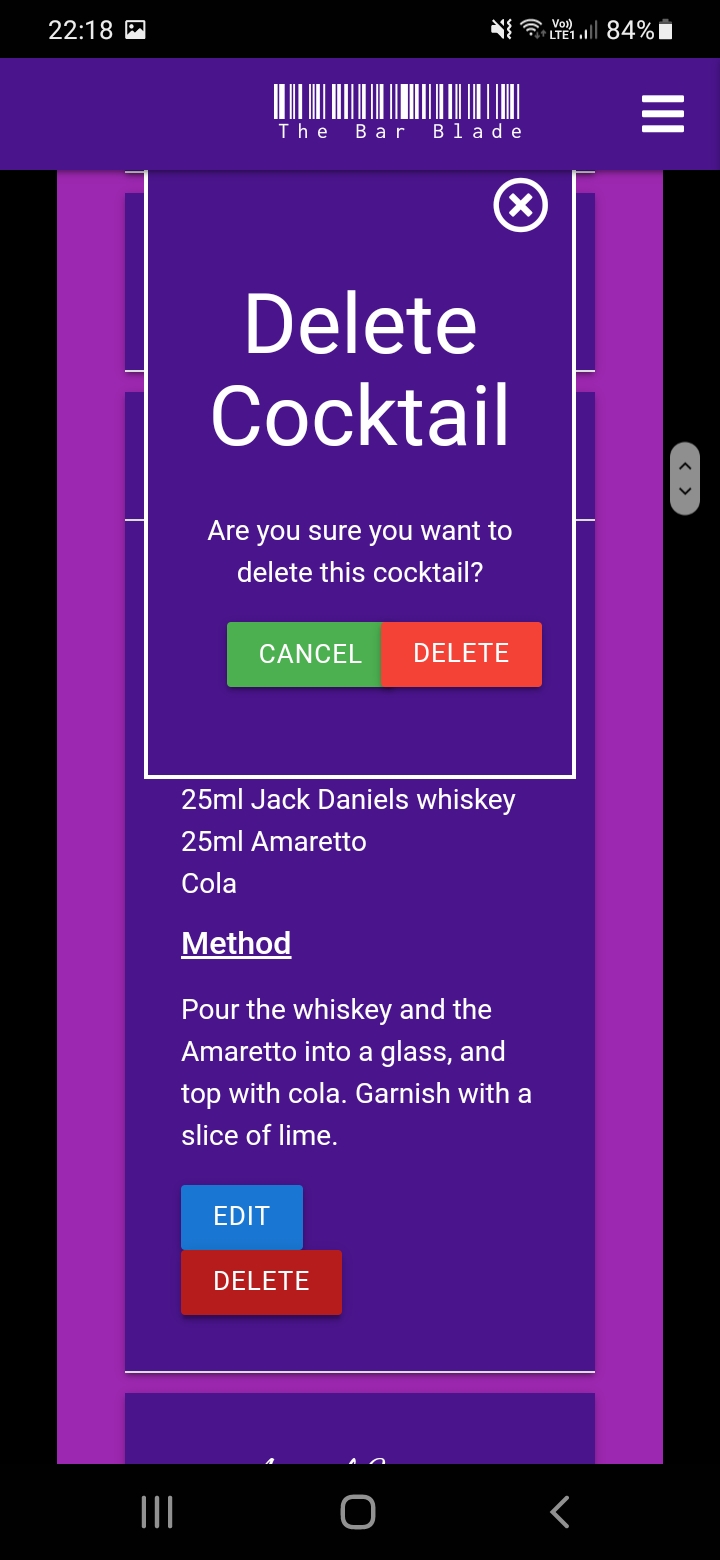 22:18
Vo))
LTE1
84%
The Bar Blade
Delete
Cocktail
Are you sure you want to
delete this cocktail?
CANCEL
DELETE
25ml Jack Daniels whiskey
25ml Amaretto
Cola
Method
Pour the whiskey and the
Amaretto into a glass, and
top with cola. Garnish with a
slice of lime.
EDIT
DELETE